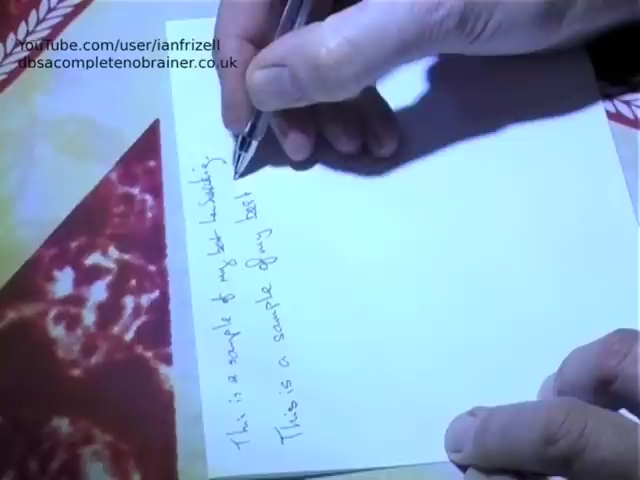 YouTube.com/user/ianfrizell
dbsacompletenobrainer.co.uk
This is a sample of my best handwriting
This is a sample of my best